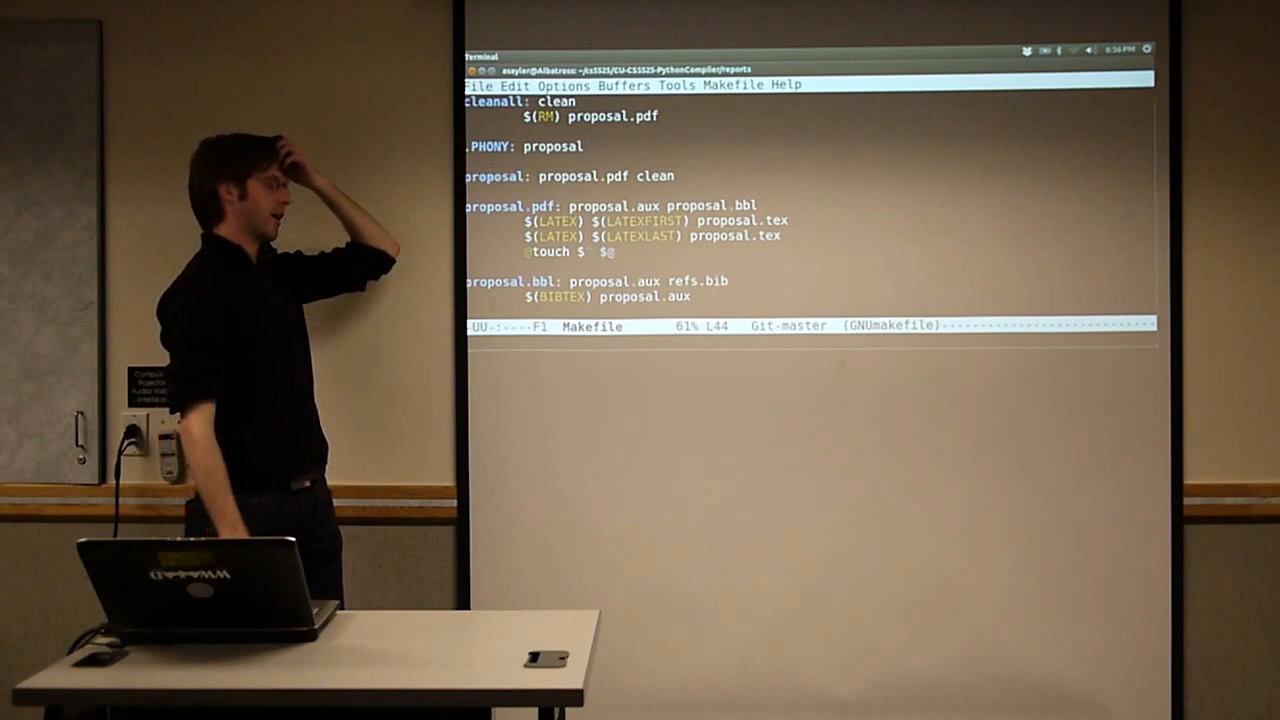 Terminal
6:56 PM
asayler@Albatross: ~/cs5525/CU-CS5525-PythonCompiler/reports
File Edit Options Buffers Tools Makefile Help
cleanall: clean
$(RM) proposal.pdf
.PHONY: proposal
proposal: proposal.pdf clean
proposal.pdf: proposal.aux proposal.bbl
$(LATEX) $(LATEXFIRST) proposal.tex
$(LATEX) $(LATEXLAST) proposal.tex
@touch $ $@
proposal.bbl: proposal.aux refs.bib
$(BIBTEX) proposal.aux
-UU-:----F1 Makefile 61% L44 Git-master (GNUmakefile)----------------------------
Projector
Audio
Interface